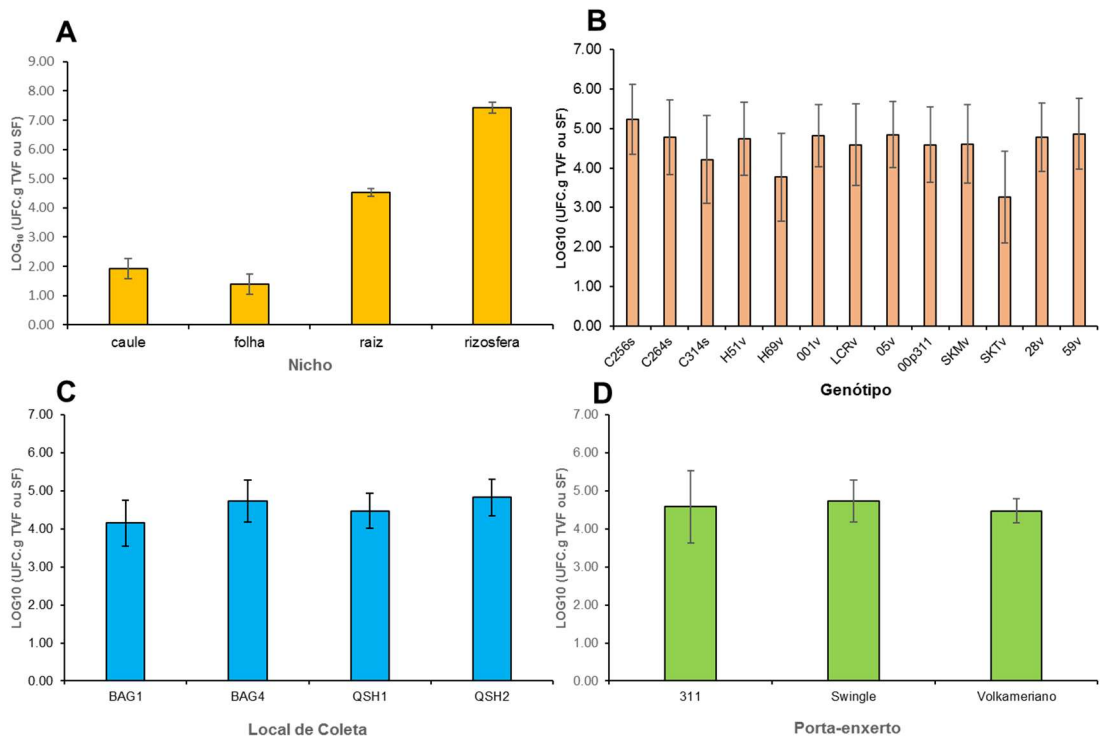 A
LOG₁₀ (UFC.g TVF ou SF)
9.00
8.00
7.00
6.00
5.00
4.00
3.00
2.00
1.00
0.00
caule folha raiz rizosfera
Nicho
B
LOG10 (UFC.g TVF ou SF)
7.00
6.00
5.00
4.00
3.00
2.00
1.00
0.00
C256s C264s C314s H51v H69v 001v LCRv 05v 00p311 SKMv SKTv 28v 59v
Genótipo
C
LOG10 (UFC.g TVF ou SF)
7.00
6.00
5.00
4.00
3.00
2.00
1.00
0.00
BAG1 BAG4 QSH1 QSH2
Local de Coleta
D
LOG10 (UFC.g TVF ou SF)
7.00
6.00
5.00
4.00
3.00
2.00
1.00
0.00
311 Swingle Volkameriano
Porta-enxerto